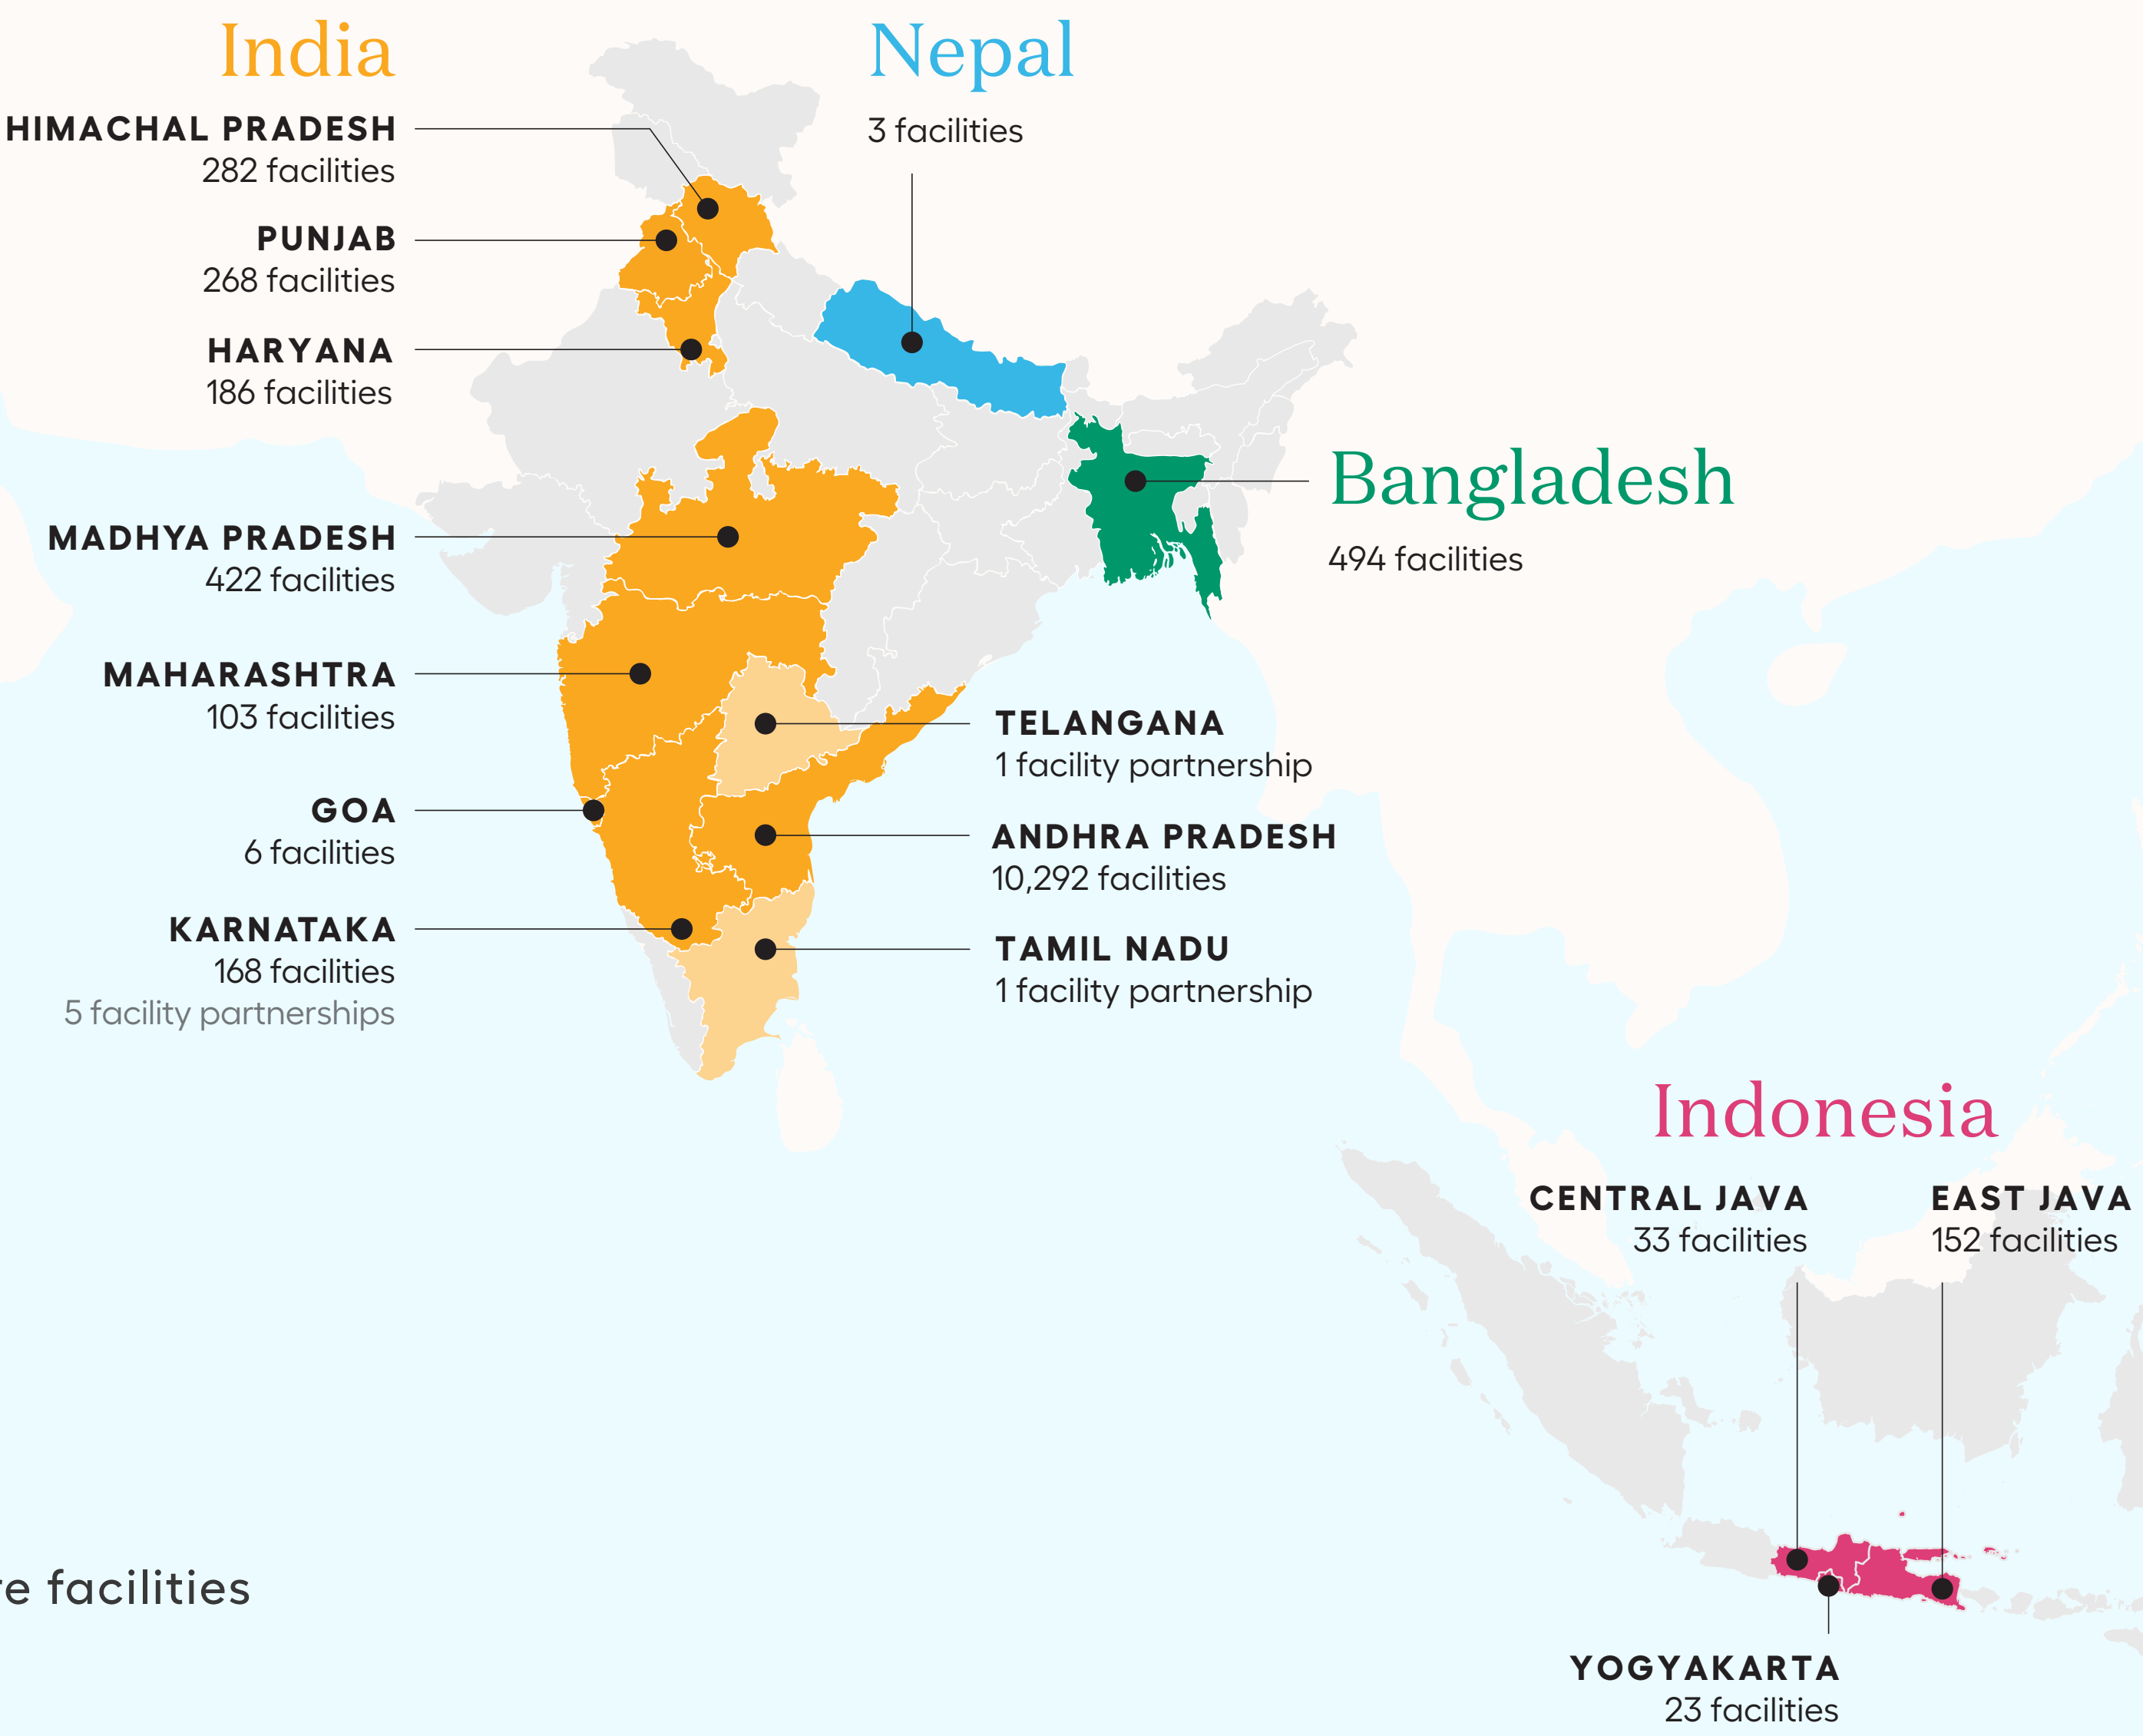 India
HIMACHAL PRADESH
282 facilities
PUNJAB
268 facilities
HARYANA
186 facilities
MADHYA PRADESH
422 facilities
MAHARASHTRA
103 facilities
GOA
6 facilities
KARNATAKA
168 facilities
5 facility partnerships
TELANGANA
1 facility partnership
ANDHRA PRADESH
10,292 facilities
TAMIL NADU
1 facility partnership
Nepal
3 facilities
Bangladesh
494 facilities
Indonesia
CENTRAL JAVA
33 facilities
EAST JAVA
152 facilities
YOGYAKARTA
23 facilities
facilities